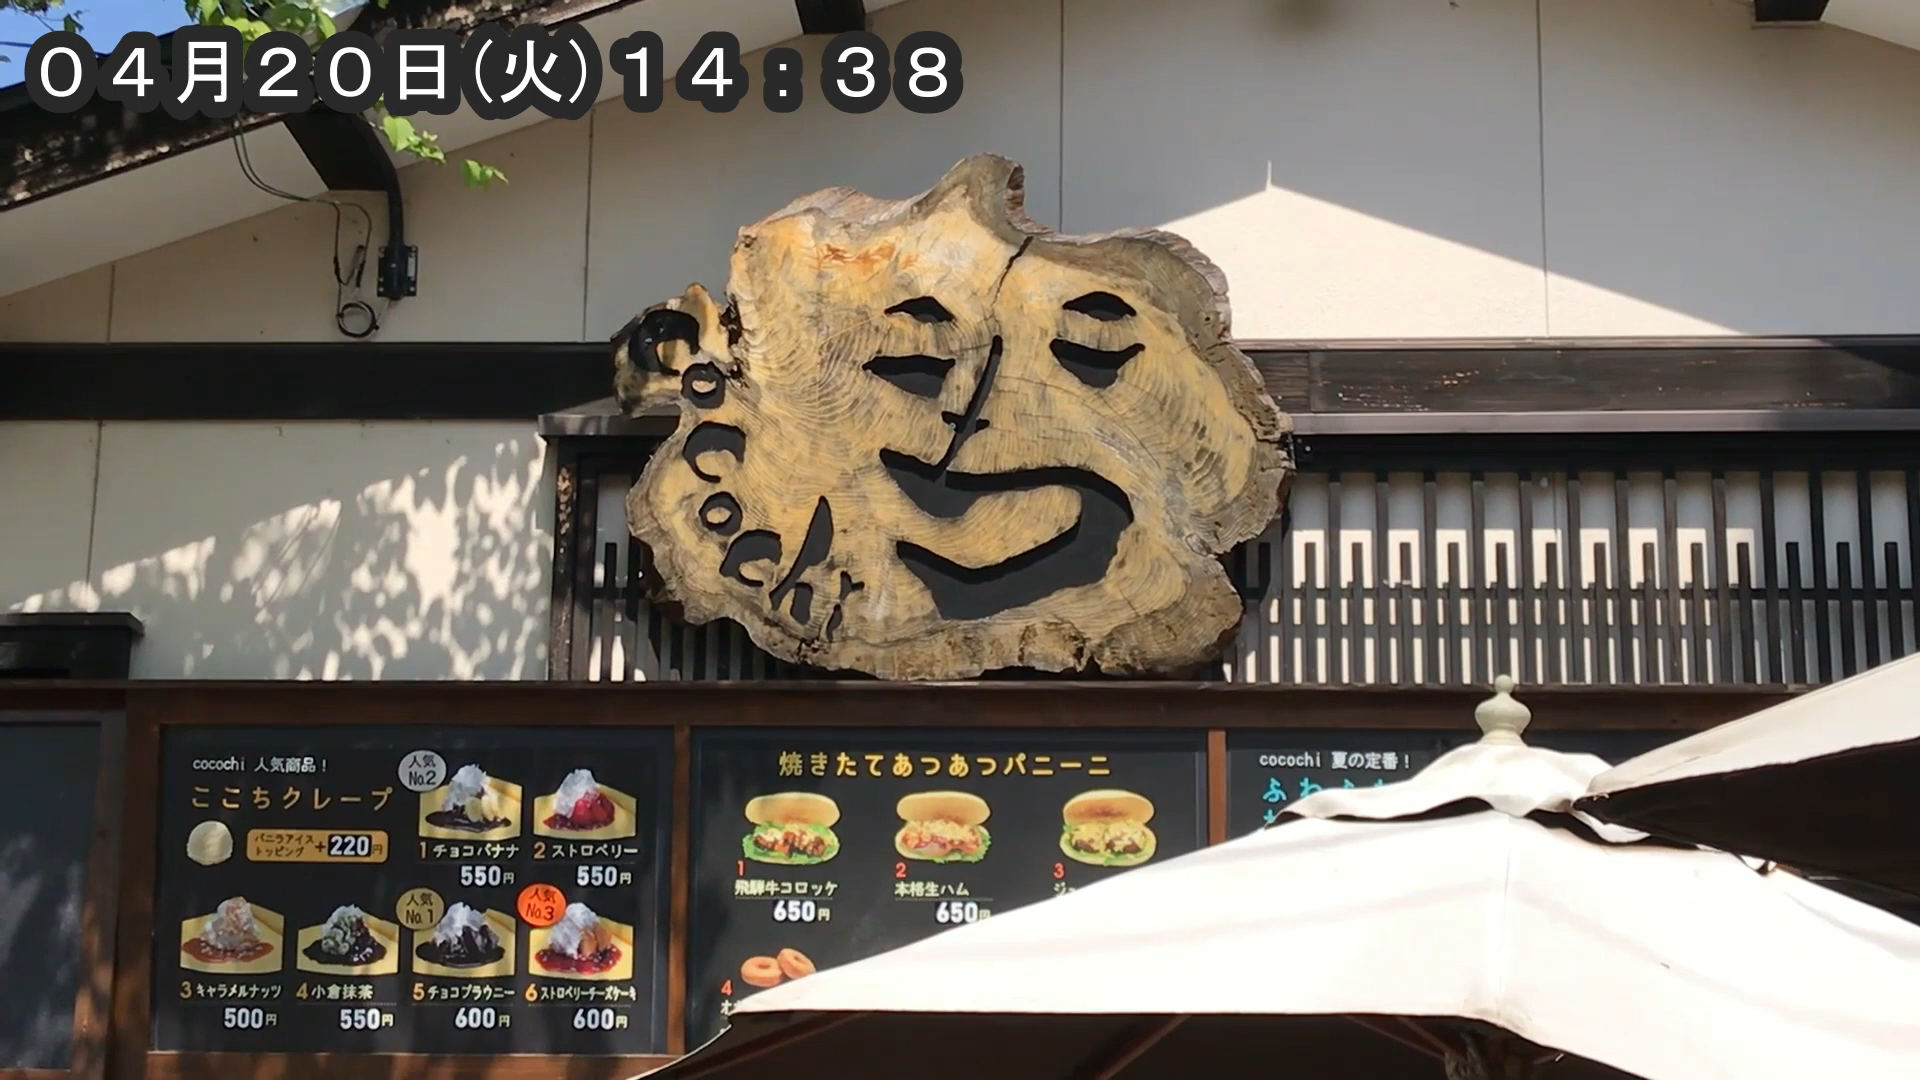 04月20日(火)14:38
cocochi
cocochi 人気商品!
ここちクレープ
バニラアイス
トッピング +220円
人気
No.2
1 チョコバナナ
550円
2 ストロベリー
550円
3 キャラメルナッツ
500円
4 小倉抹茶
550円
人気
No.1
5 チョコブラウニー
600円
人気
No.3
6 ストロベリーチーズケーキ
600円
焼きたてあつあつパニーニ
1
飛騨牛コロッケ
650円
2
本格生ハム
650円
3
ジュ
4
オ
cocochi 夏の定番!
ふわふわ